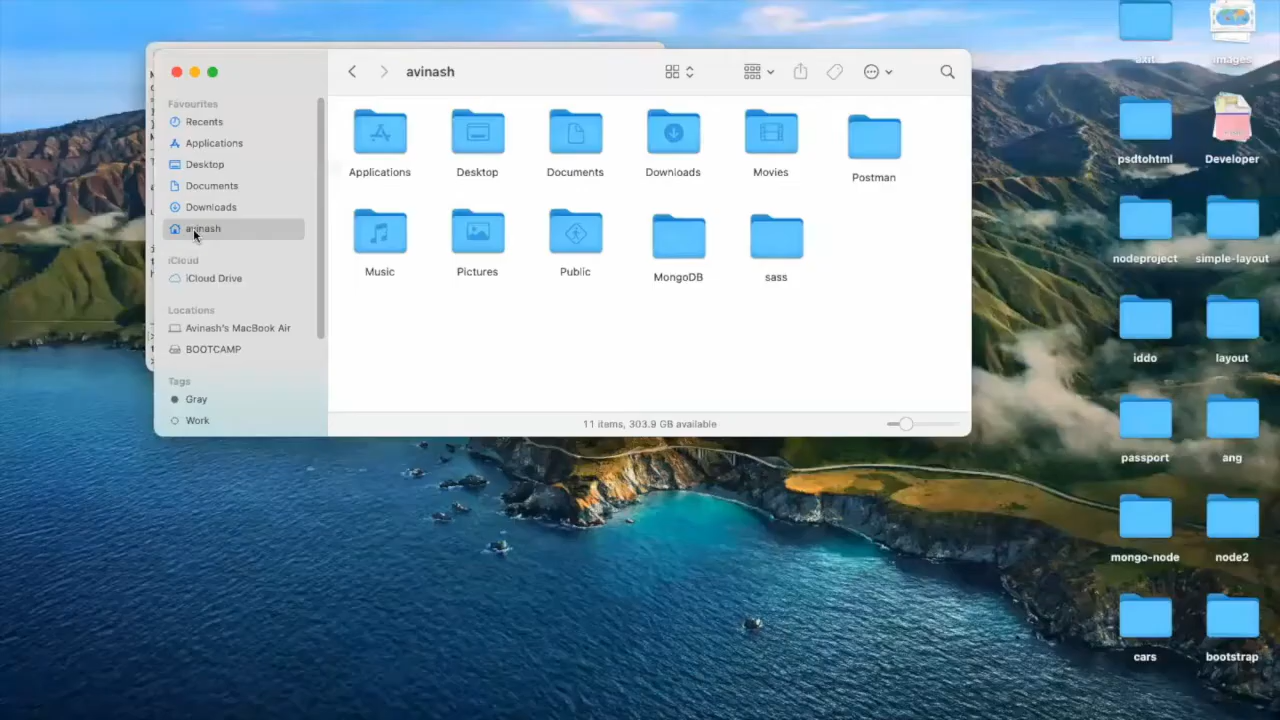 avinash
Favourites
Recents
Applications
Desktop
Documents
Downloads
avinash
iCloud
iCloud Drive
Locations
Avinash's MacBook Air
BOOTCAMP
Tags
Gray
Work
Applications
Desktop
Documents
Downloads
Movies
Postman
Music
Pictures
Public
MongoDB
sass
11 items, 303.9 GB available
axit
images
psdtohtml
Developer
nodeproject
simple-layout
iddo
layout
passport
ang
mongo-node
node2
cars
bootstrap